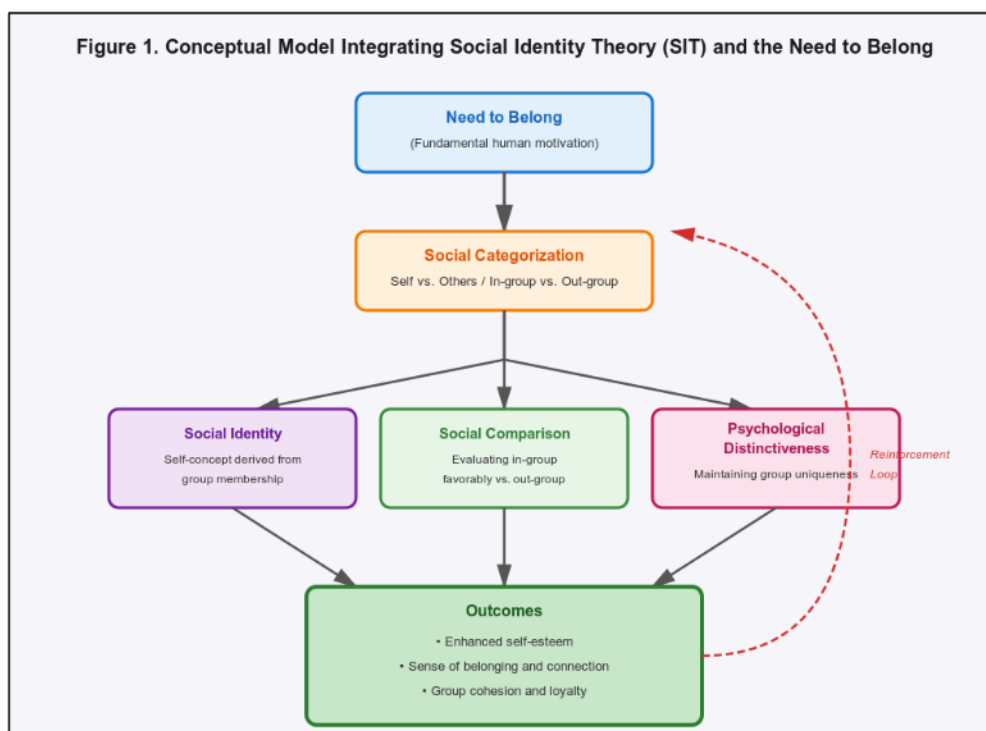 Figure 1. Conceptual Model Integrating Social Identity Theory (SIT) and the Need to Belong
Need to Belong
(Fundamental human motivation)
Social Categorization
Self vs. Others / In-group vs. Out-group
Social Identity
Self-concept derived from
group membership
Social Comparison
Evaluating in-group
favorably vs. out-group
Psychological
Distinctiveness
Maintaining group uniqueness
Reinforcement
Loop
Outcomes
• Enhanced self-esteem
• Sense of belonging and connection
• Group cohesion and loyalty